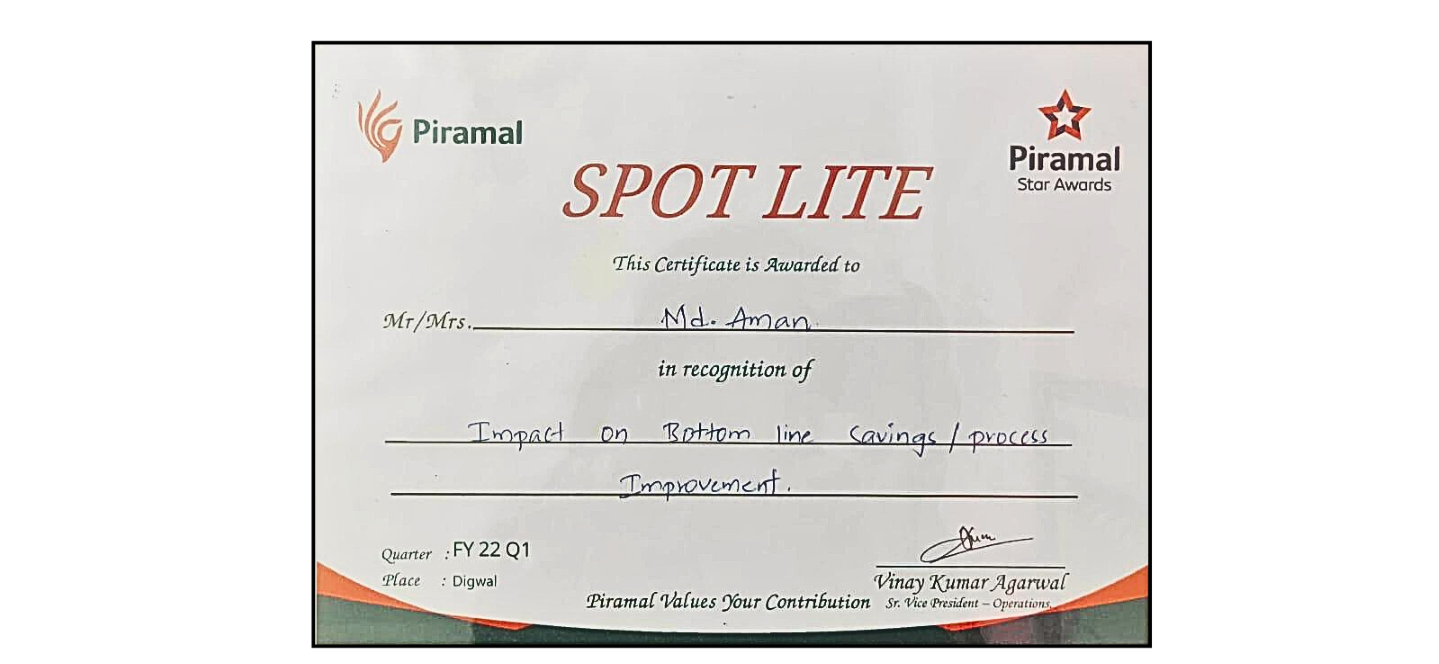 Piramal
Piramal
Star Awards
SPOT LITE
This Certificate is Awarded to
Mr/Mrs. Md. Aman
in recognition of
Impact on Bottom line savings / process
Improvement.
Quarter : FY 22 Q1
Place : Digwal
Vinay Kumar Agarwal
Sr. Vice President – Operations
Piramal Values Your Contribution